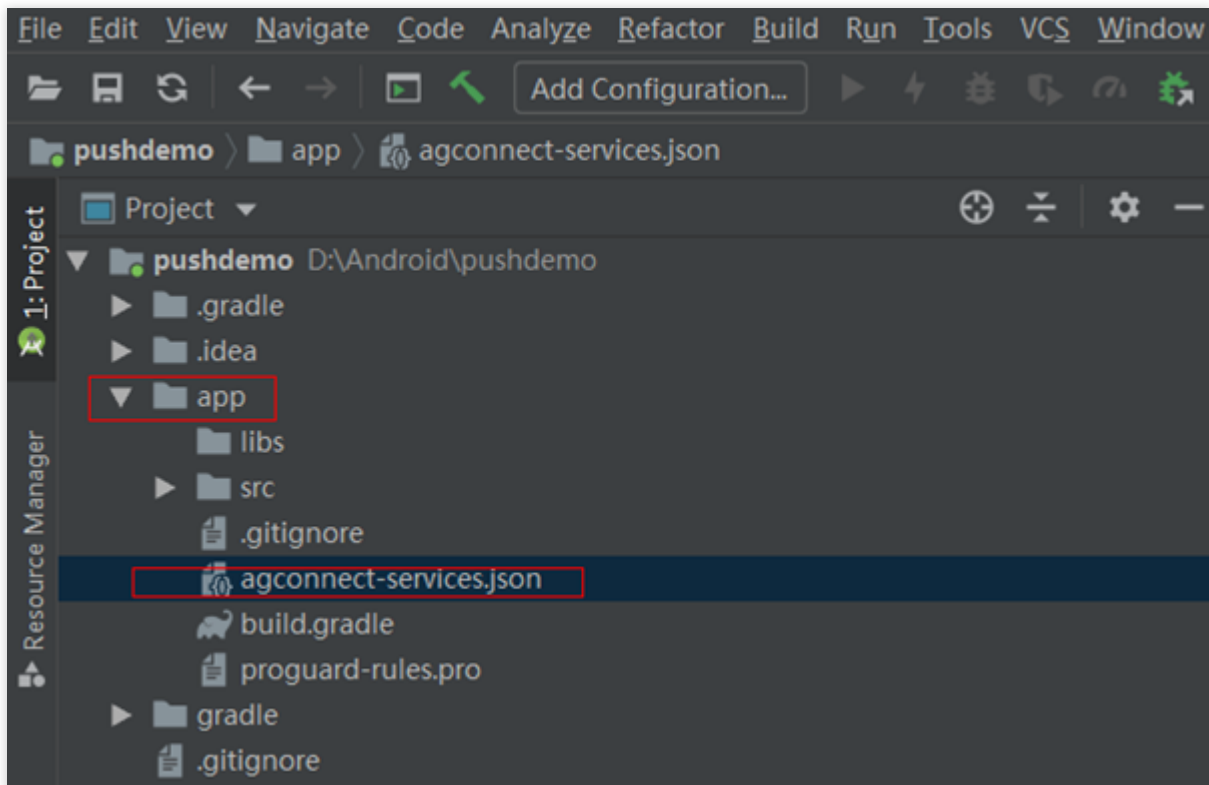 File Edit View Navigate Code Analyze Refactor Build Run Tools VCS Window
Add Configuration...
pushdemo app agconnect-services.json
Project
1: Project
pushdemo D:\Android\pushdemo
.gradle
.idea
app
libs
src
.gitignore
agconnect-services.json
build.gradle
proguard-rules.pro
gradle
.gitignore
Resource Manager